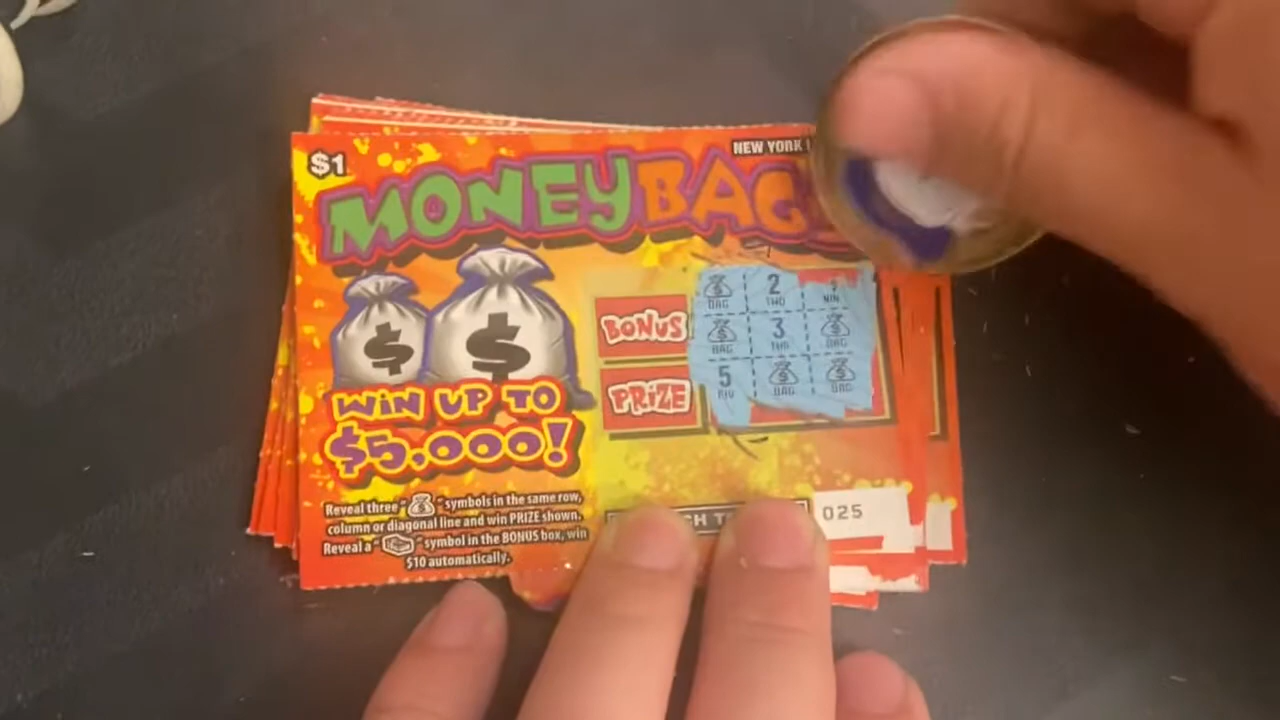 $1
NEW YORK
MONEYBAG
BONUS
PRIZE
2
TWO
BAG
BAG
3
THR
BAG
5
FIV
BAG
BAG
WIN UP TO
$5,000!
Reveal three " " symbols in the same row,
column or diagonal line and win PRIZE shown.
Reveal a " " symbol in the BONUS box, win
$10 automatically.
025